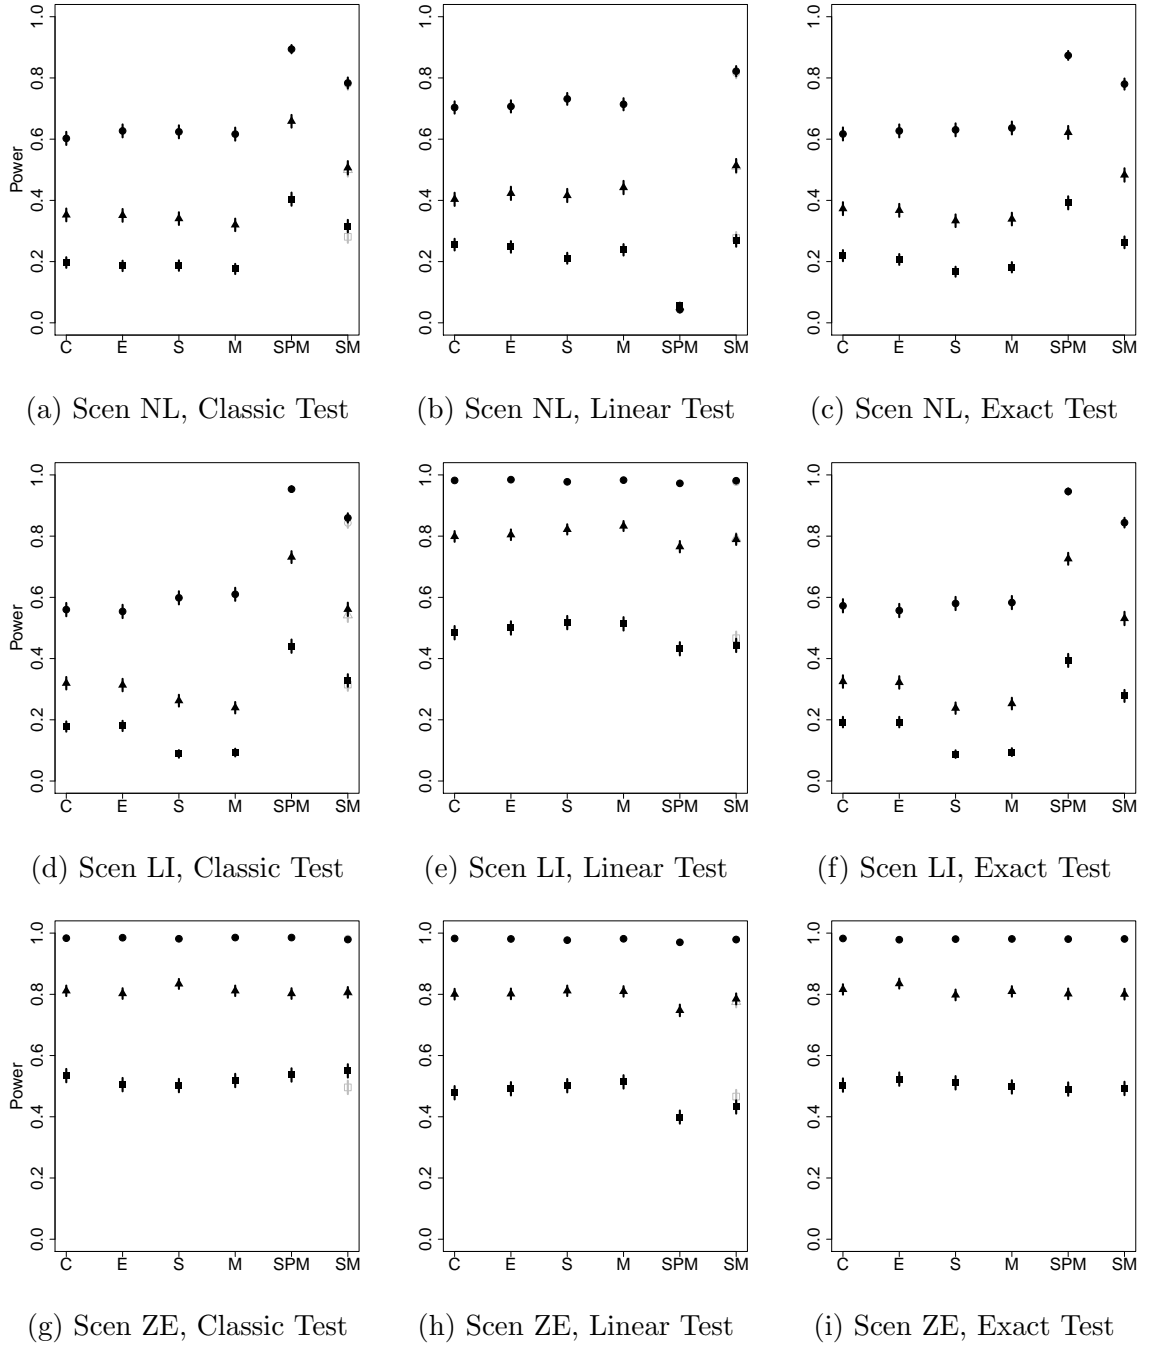 1.0 1.0 1.0
0.8 0.8 0.8
Power 0.6 0.6 0.6
0.4 0.4 0.4
0.2 0.2 0.2
0.0 0.0 0.0
C E S M SPM SM C E S M SPM SM C E S M SPM SM
(a) Scen NL, Classic Test (b) Scen NL, Linear Test (c) Scen NL, Exact Test
1.0 1.0 1.0
0.8 0.8 0.8
Power 0.6 0.6 0.6
0.4 0.4 0.4
0.2 0.2 0.2
0.0 0.0 0.0
C E S M SPM SM C E S M SPM SM C E S M SPM SM
(d) Scen LI, Classic Test (e) Scen LI, Linear Test (f) Scen LI, Exact Test
1.0 1.0 1.0
0.8 0.8 0.8
Power 0.6 0.6 0.6
0.4 0.4 0.4
0.2 0.2 0.2
0.0 0.0 0.0
C E S M SPM SM C E S M SPM SM C E S M SPM SM
(g) Scen ZE, Classic Test (h) Scen ZE, Linear Test (i) Scen ZE, Exact Test